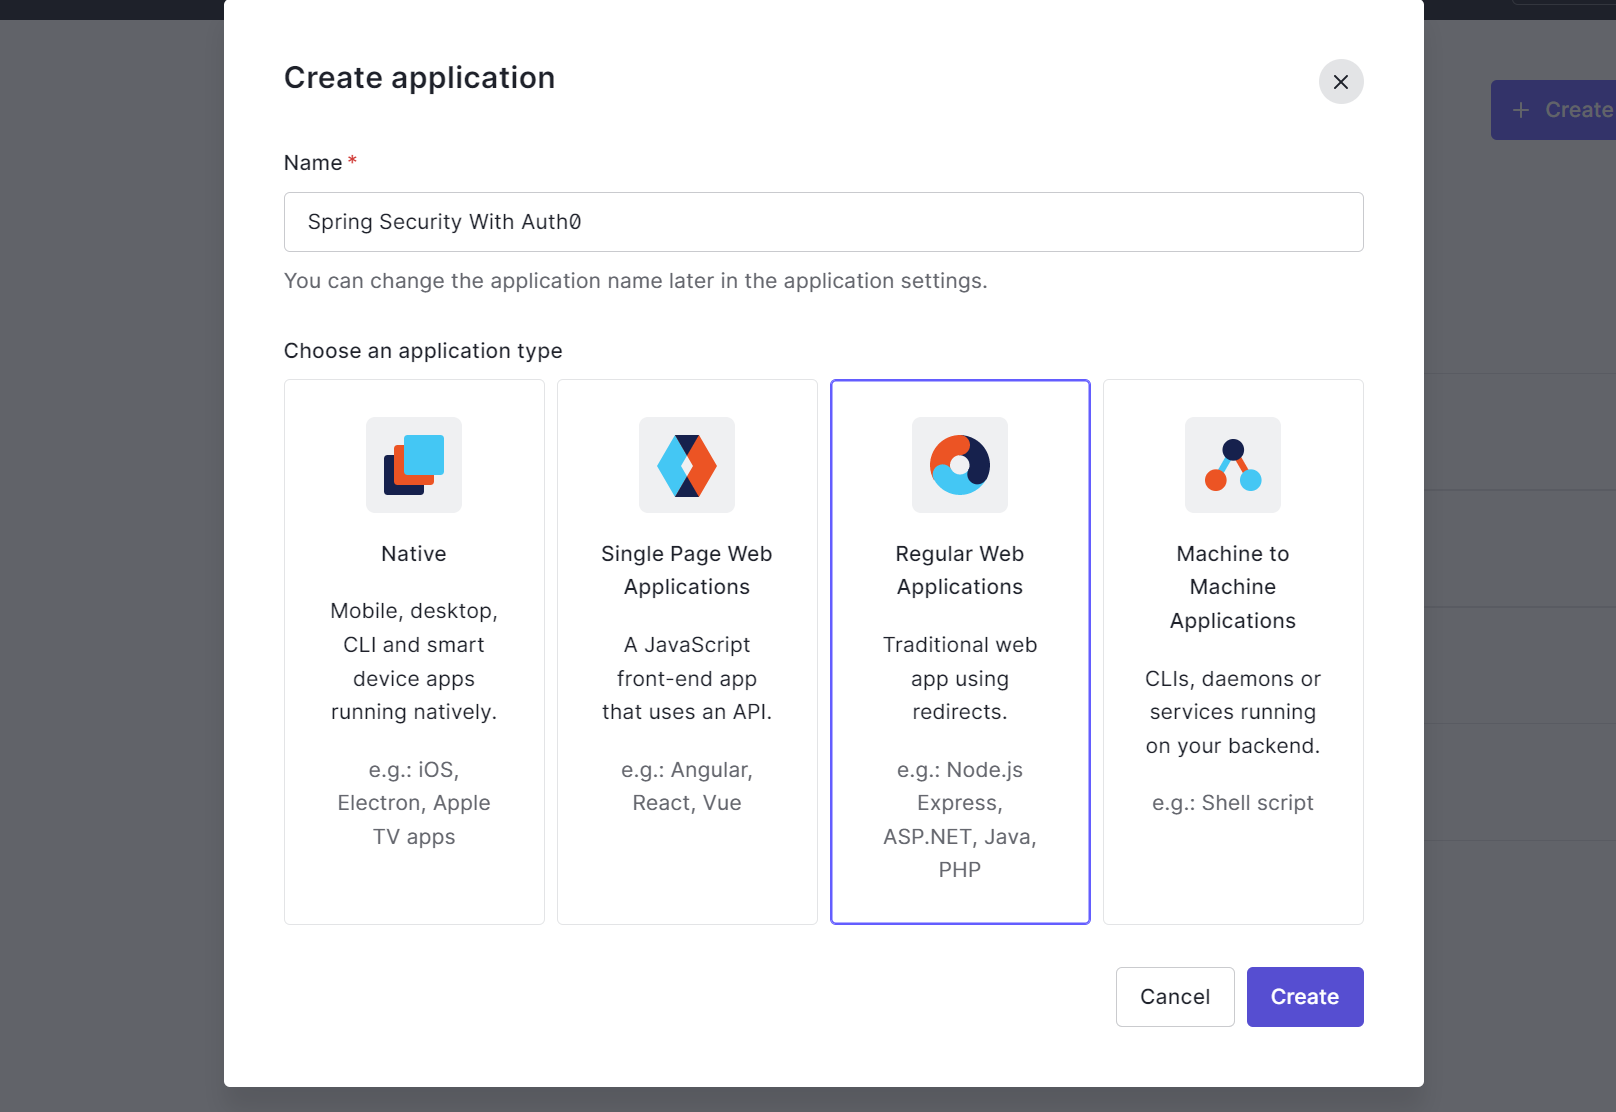 Create application
+ Create
Name *
Spring Security With Auth0
You can change the application name later in the application settings.
Choose an application type
Native
Mobile, desktop,
CLI and smart
device apps
running natively.
e.g.: iOS,
Electron, Apple
TV apps
Single Page Web
Applications
A JavaScript
front-end app
that uses an API.
e.g.: Angular,
React, Vue
Regular Web
Applications
Traditional web
app using
redirects.
e.g.: Node.js
Express,
ASP.NET, Java,
PHP
Machine to
Machine
Applications
CLIs, daemons or
services running
on your backend.
e.g.: Shell script
Cancel
Create